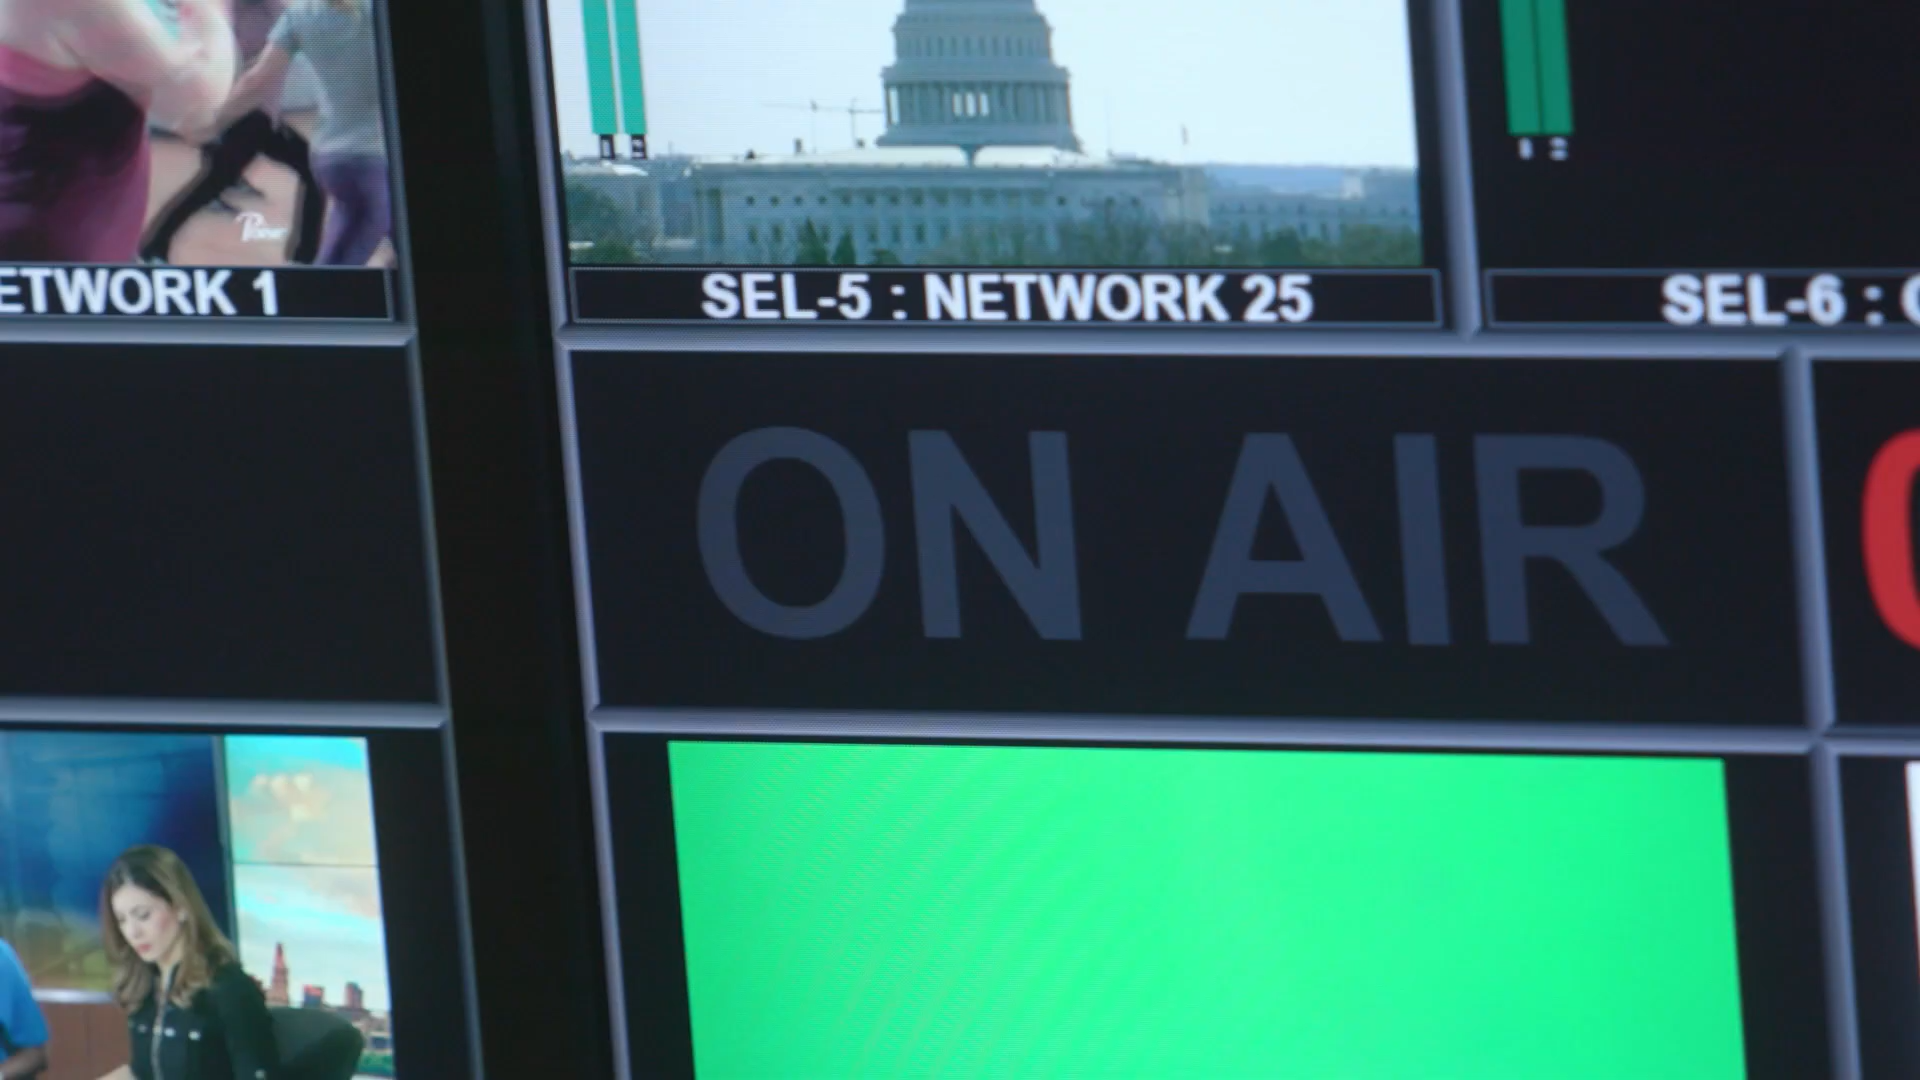 ETWORK 1
SEL-5 : NETWORK 25
SEL-6 :
ON AIR